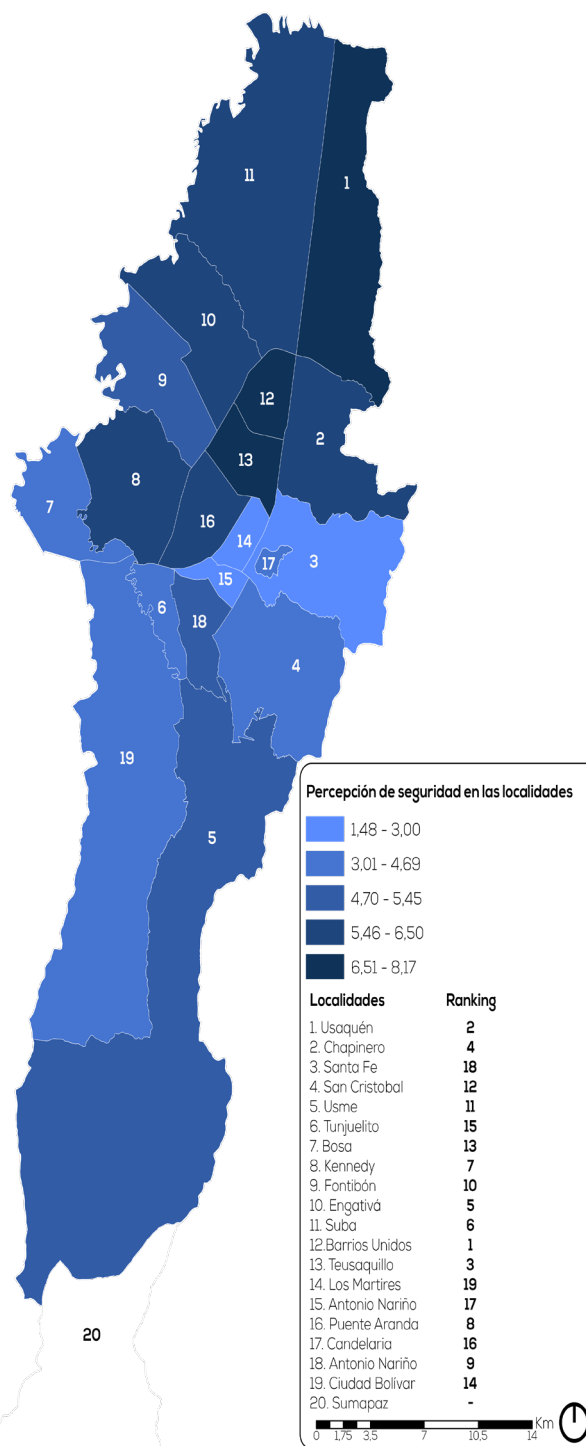 11
1
10
9
12
2
13
8
7
16
14
3
17
15
6
18
4
19
5
20
Percepción de seguridad en las localidades
1,48 - 3,00
3,01 - 4,69
4,70 - 5,45
5,46 - 6,50
6,51 - 8,17
Localidades Ranking
1. Usaquén 2
2. Chapinero 4
3. Santa Fe 18
4. San Cristobal 12
5. Usme 11
6. Tunjuelito 15
7. Bosa 13
8. Kennedy 7
9. Fontibón 10
10. Engativá 5
11. Suba 6
12.Barrios Unidos 1
13. Teusaquillo 3
14. Los Martires 19
15. Antonio Nariño 17
16. Puente Aranda 8
17. Candelaria 16
18. Antonio Nariño 9
19. Ciudad Bolívar 14
20. Sumapaz -
Km
0 1,75 3,5 7 10,5 14